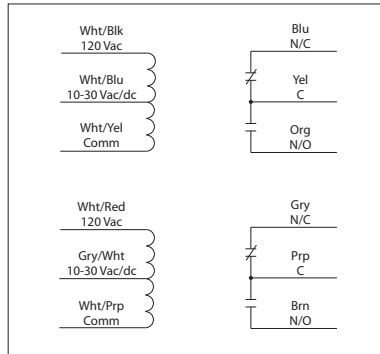 Wht/Blk
120 Vac
Wht/Blu
10-30 Vac/dc
Wht/Yel
Comm
Blu
N/C
Yel
C
Org
N/O
Wht/Red
120 Vac
Gry/Wht
10-30 Vac/dc
Wht/Prp
Comm
Gry
N/C
Prp
C
Brn
N/O